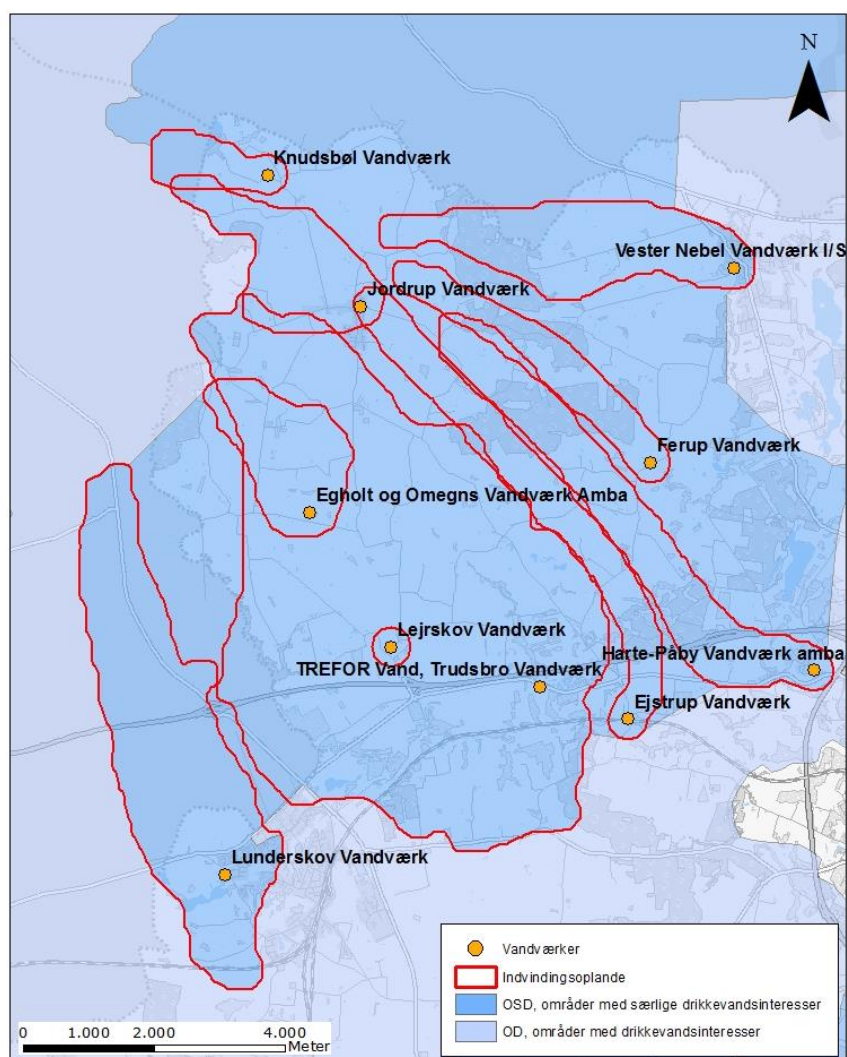 N
Knudsbøl Vandværk
Vester Nebel Vandværk I/S
Jordrup Vandværk
Ferup Vandværk
Egholt og Omegns Vandværk Amba
Lejrskov Vandværk
Harte-Påby Vandværk amba
TREFOR Vand, Trudsbro Vandværk
Ejstrup Vandværk
Lunderskov Vandværk
Vandværker
Indvindingsoplande
OSD, områder med særlige drikkevandsinteresser
OD, områder med drikkevandsinteresser
0 1.000 2.000 4.000
Meter